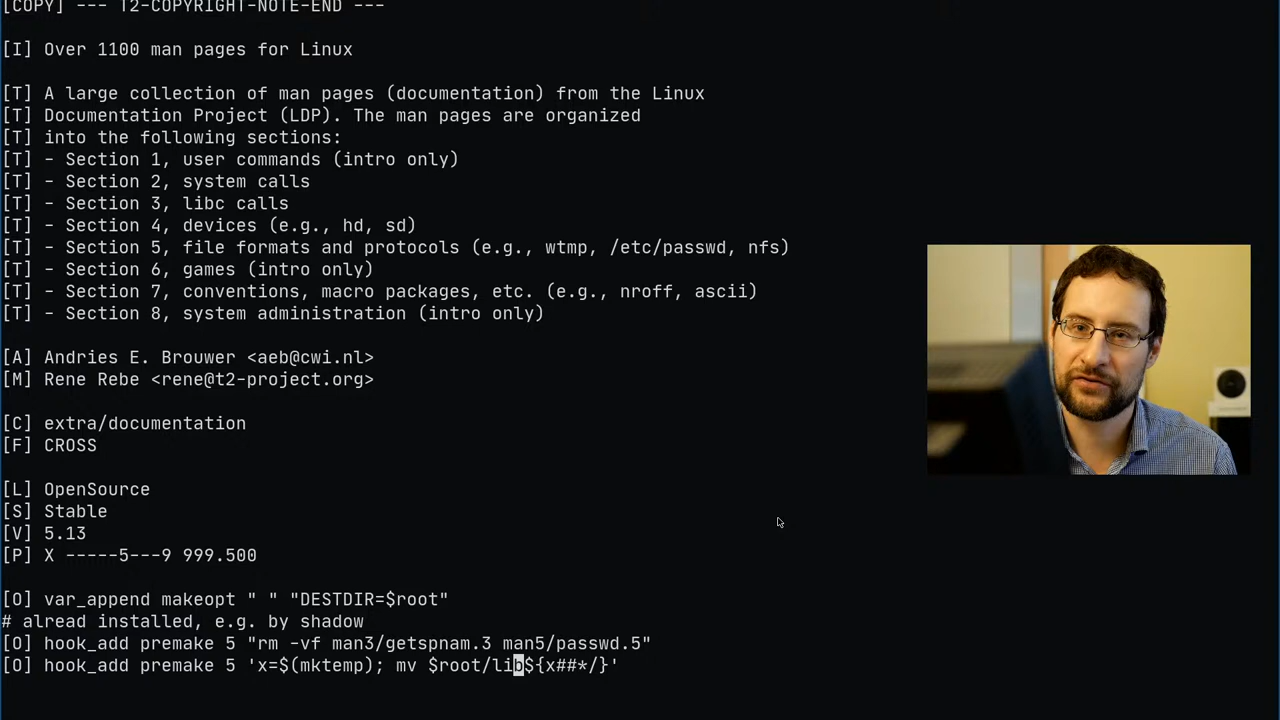 [COPY] --- T2-COPYRIGHT-NOTE-END ---
[I] Over 1100 man pages for Linux
[T] A large collection of man pages (documentation) from the Linux
[T] Documentation Project (LDP). The man pages are organized
[T] into the following sections:
[T] - Section 1, user commands (intro only)
[T] - Section 2, system calls
[T] - Section 3, libc calls
[T] - Section 4, devices (e.g., hd, sd)
[T] - Section 5, file formats and protocols (e.g., wtmp, /etc/passwd, nfs)
[T] - Section 6, games (intro only)
[T] - Section 7, conventions, macro packages, etc. (e.g., nroff, ascii)
[T] - Section 8, system administration (intro only)
[A] Andries E. Brouwer <aeb@cwi.nl>
[M] Rene Rebe <rene@t2-project.org>
[C] extra/documentation
[F] CROSS
[L] OpenSource
[S] Stable
[V] 5.13
[P] X -----5---9 999.500
[O] var_append makeopt " " "DESTDIR=$root"
# alread installed, e.g. by shadow
[O] hook_add premake 5 "rm -vf man3/getspnam.3 man5/passwd.5"
[O] hook_add premake 5 'x=$(mktemp); mv $root/lib${x##*/}'